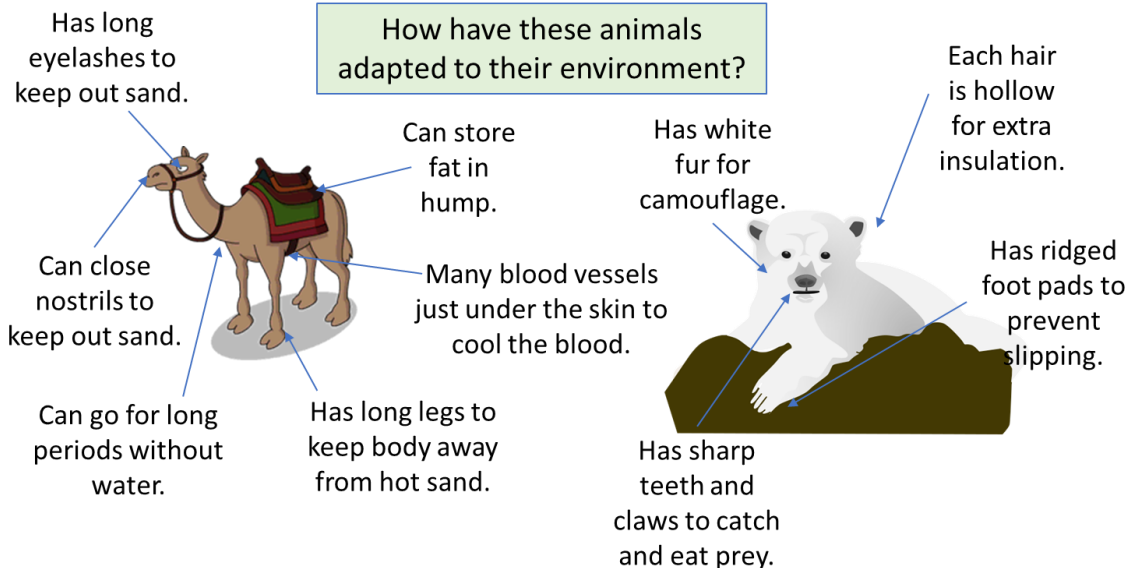 How have these animals
adapted to their environment?
Has long
eyelashes to
keep out sand.
Can store
fat in
hump.
Can close
nostrils to
keep out sand.
Many blood vessels
just under the skin to
cool the blood.
Can go for long
periods without
water.
Has long legs to
keep body away
from hot sand.
Has white
fur for
camouflage.
Each hair
is hollow
for extra
insulation.
Has ridged
foot pads to
prevent
slipping.
Has sharp
teeth and
claws to catch
and eat prey.